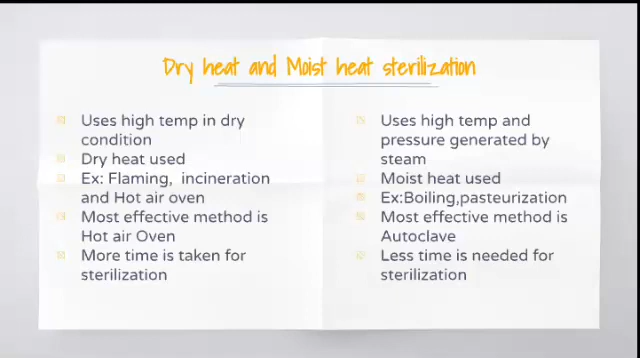 Dry heat and Moist heat sterilization
Uses high temp in dry
condition
Dry heat used
Ex: Flaming, incineration
and Hot air oven
Most effective method is
Hot air Oven
More time is taken for
sterilization
Uses high temp and
pressure generated by
steam
Moist heat used
Ex:Boiling,pasteurization
Most effective method is
Autoclave
Less time is needed for
sterilization